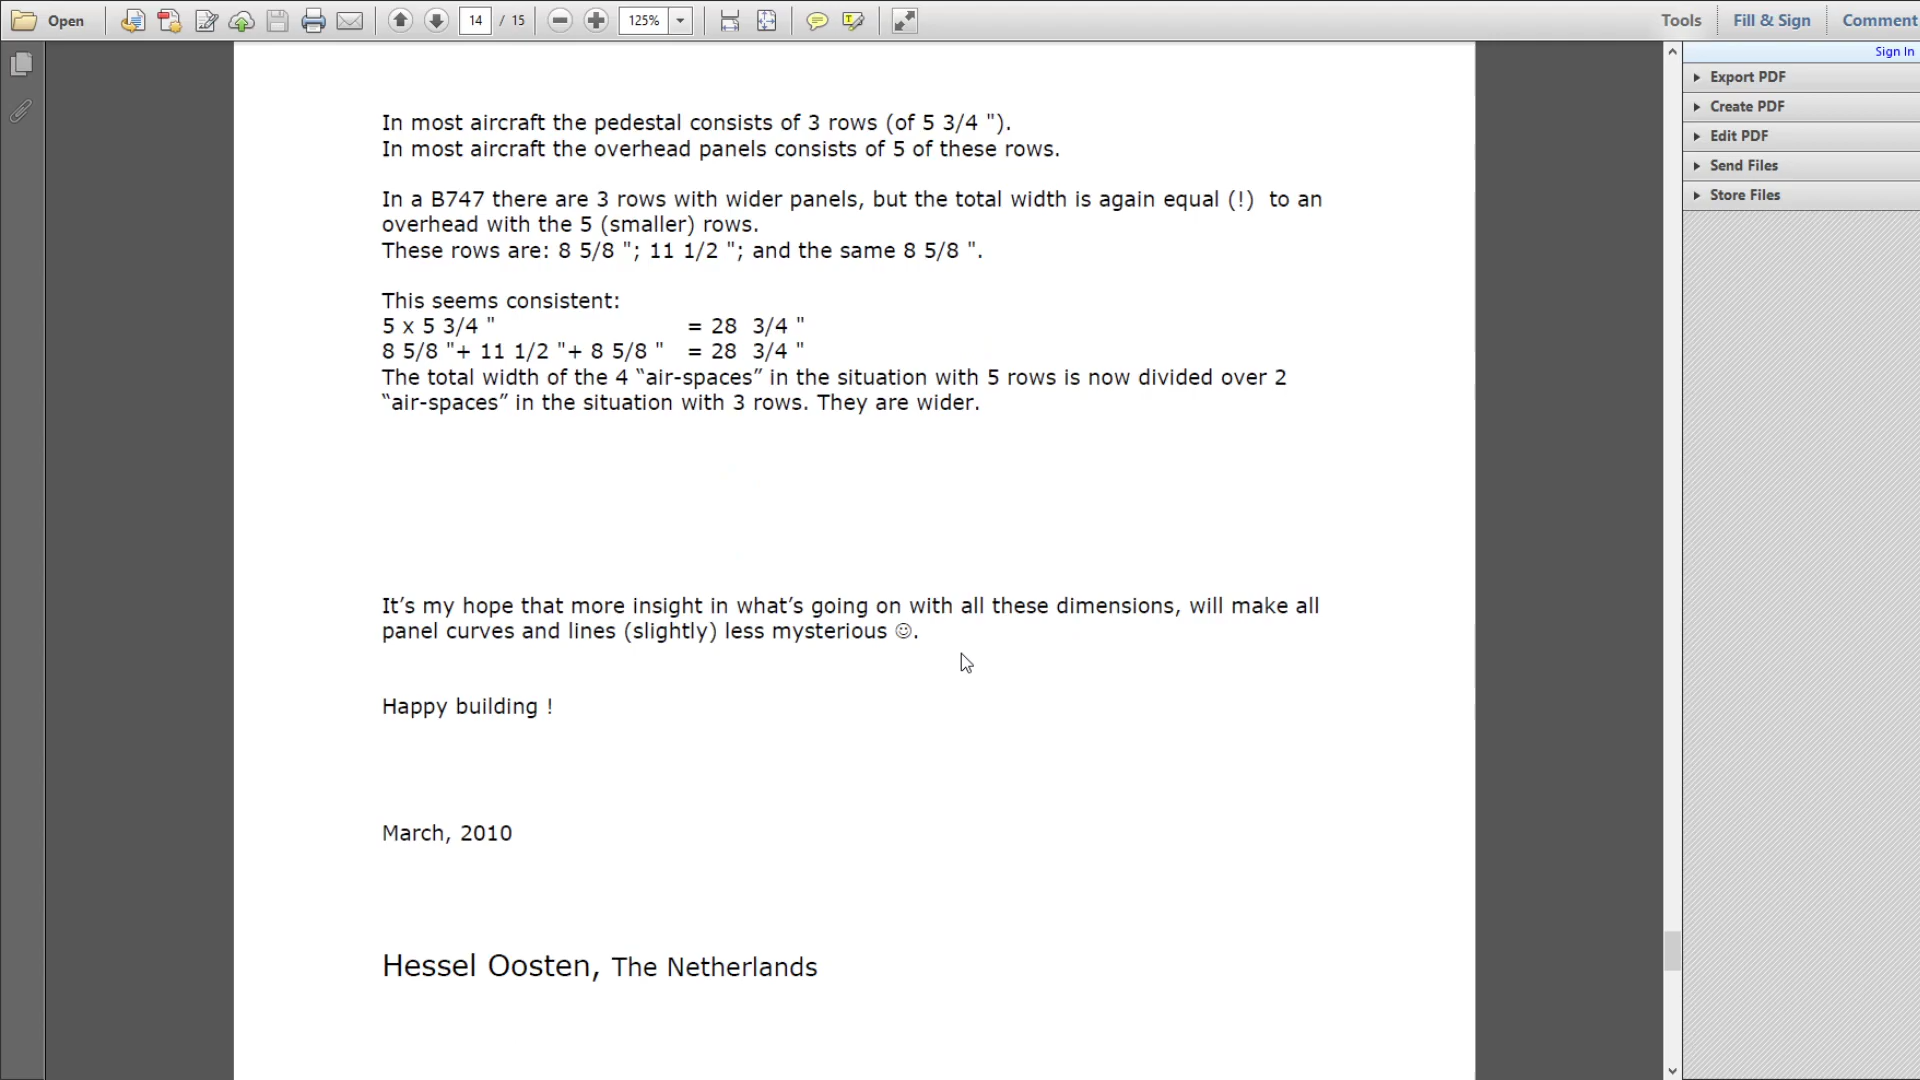 Open
14 / 15
125%
Tools
Fill & Sign
Comment
Sign In
Export PDF
Create PDF
Edit PDF
Send Files
Store Files
In most aircraft the pedestal consists of 3 rows (of 5 3/4 ").
In most aircraft the overhead panels consists of 5 of these rows.
In a B747 there are 3 rows with wider panels, but the total width is again equal (!)  to an
overhead with the 5 (smaller) rows.
These rows are: 8 5/8 "; 11 1/2 "; and the same 8 5/8 ".
This seems consistent:
5 x 5 3/4 " = 28  3/4 "
8 5/8 "+ 11 1/2 "+ 8 5/8 " = 28  3/4 "
The total width of the 4 “air-spaces” in the situation with 5 rows is now divided over 2
“air-spaces” in the situation with 3 rows. They are wider.
It’s my hope that more insight in what’s going on with all these dimensions, will make all
panel curves and lines (slightly) less mysterious ☺.
Happy building !
March, 2010
Hessel Oosten, The Netherlands